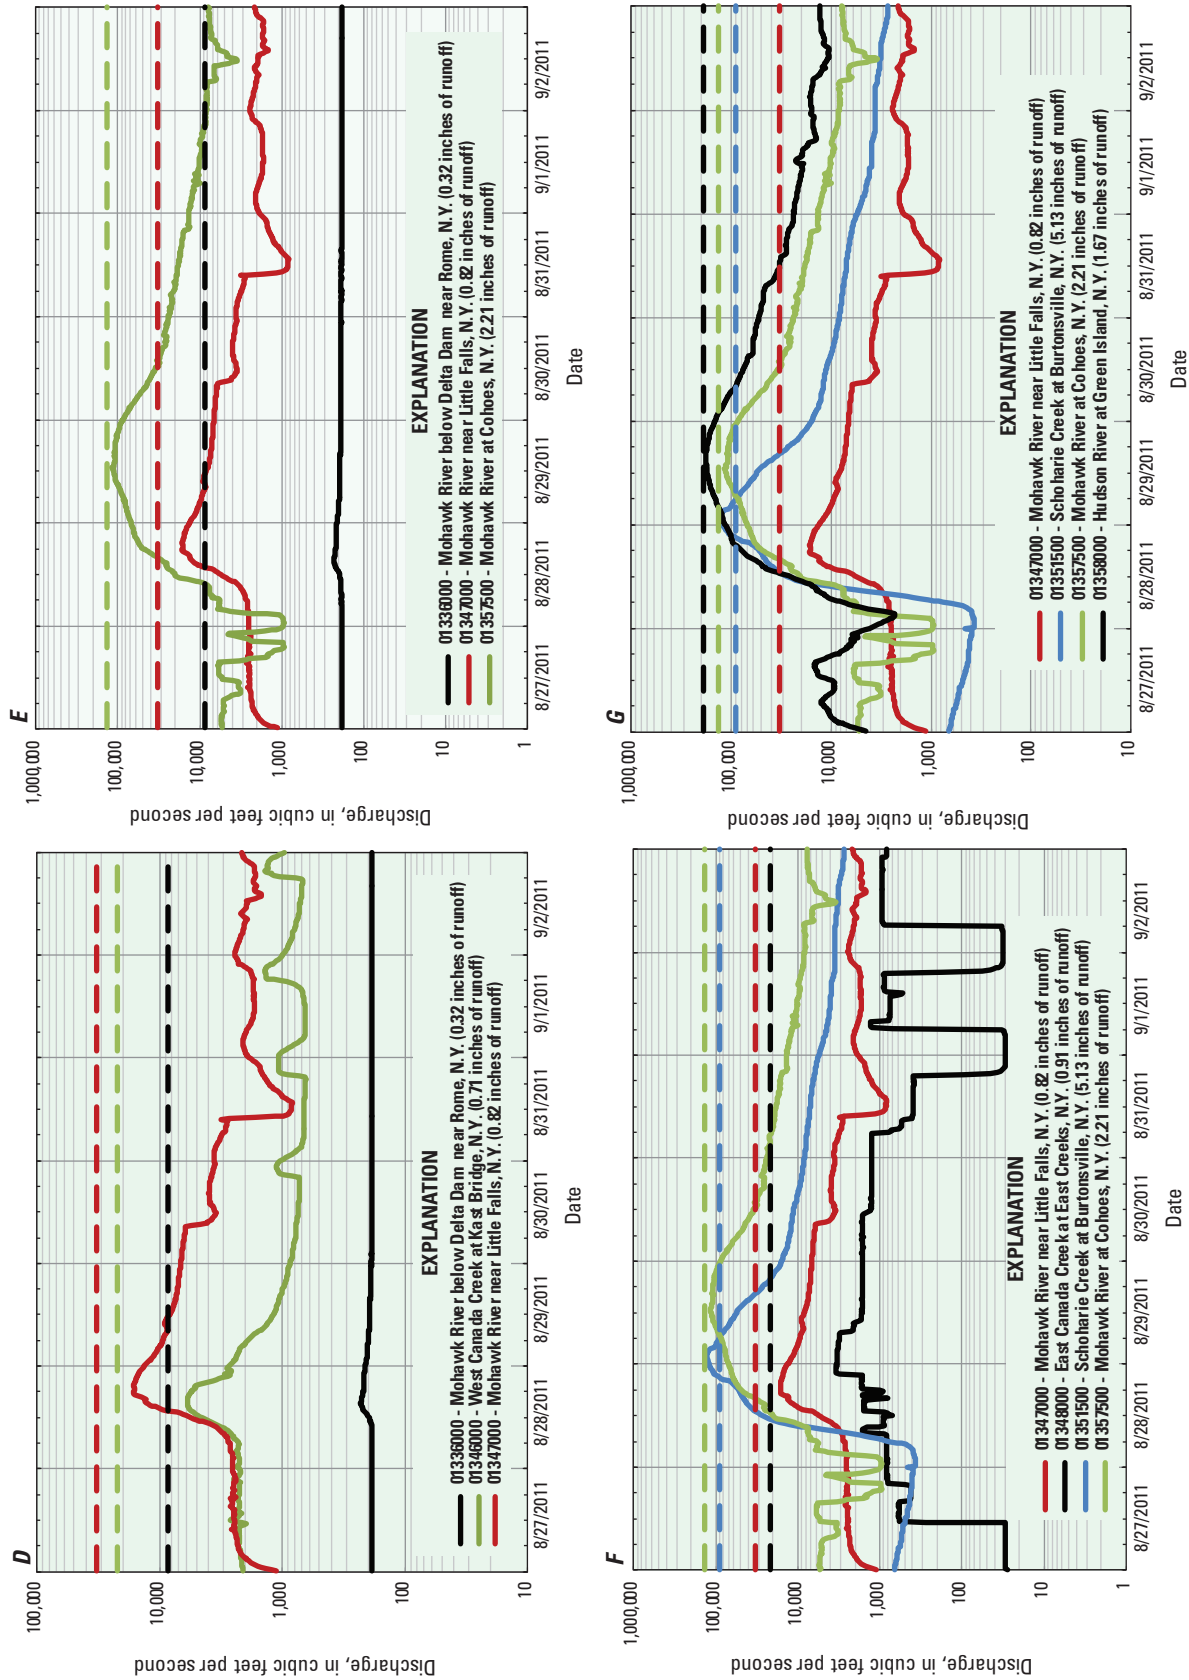 D
100,000
10,000
1,000
100
10
Discharge, in cubic feet per second
8/27/2011
8/28/2011
8/29/2011
8/30/2011
8/31/2011
9/1/2011
9/2/2011
Date
EXPLANATION
01336000 - Mohawk River below Delta Dam near Rome, N.Y. (0.32 inches of runoff)
01346000 - West Canada Creek at Kast Bridge, N.Y. (0.71 inches of runoff)
01347000 - Mohawk River near Little Falls, N.Y. (0.82 inches of runoff)
E
1,000,000
100,000
10,000
1,000
100
10
1
Discharge, in cubic feet per second
8/27/2011
8/28/2011
8/29/2011
8/30/2011
8/31/2011
9/1/2011
9/2/2011
Date
EXPLANATION
01336000 - Mohawk River below Delta Dam near Rome, N.Y. (0.32 inches of runoff)
01347000 - Mohawk River near Little Falls, N.Y. (0.82 inches of runoff)
01357500 - Mohawk River at Cohoes, N.Y. (2.21 inches of runoff)
F
1,000,000
100,000
10,000
1,000
100
10
1
Discharge, in cubic feet per second
8/27/2011
8/28/2011
8/29/2011
8/30/2011
8/31/2011
9/1/2011
9/2/2011
Date
EXPLANATION
01347000 - Mohawk River near Little Falls, N.Y. (0.82 inches of runoff)
01348000 - East Canada Creek at East Creeks, N.Y. (0.91 inches of runoff)
01351500 - Schoharie Creek at Burtonsville, N.Y. (5.13 inches of runoff)
01357500 - Mohawk River at Cohoes, N.Y. (2.21 inches of runoff)
G
1,000,000
100,000
10,000
1,000
100
10
Discharge, in cubic feet per second
8/27/2011
8/28/2011
8/29/2011
8/30/2011
8/31/2011
9/1/2011
9/2/2011
Date
EXPLANATION
01347000 - Mohawk River near Little Falls, N.Y. (0.82 inches of runoff)
01351500 - Schoharie Creek at Burtonsville, N.Y. (5.13 inches of runoff)
01357500 - Mohawk River at Cohoes, N.Y. (2.21 inches of runoff)
01358000 - Hudson River at Green Island, N.Y. (1.67 inches of runoff)